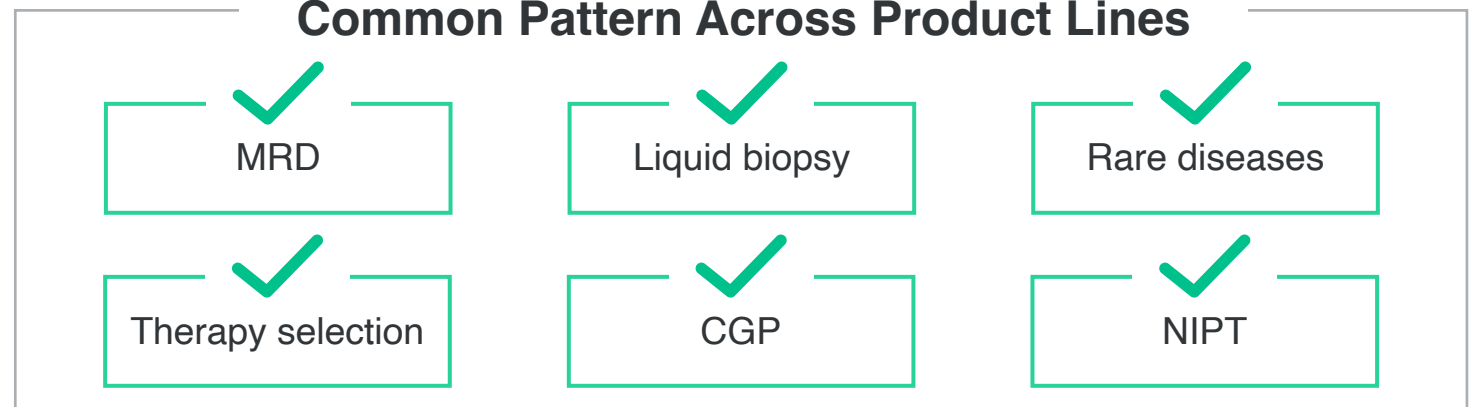 Common Pattern Across Product Lines
MRD
Liquid biopsy
Rare diseases
Therapy selection
CGP
NIPT